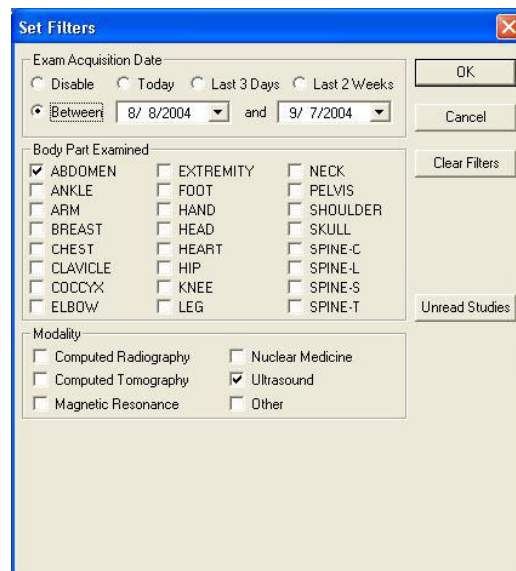 Set Filters
Exam Acquisition Date
Disable Today Last 3 Days Last 2 Weeks
Between 8/ 8/2004 and 9/ 7/2004
OK
Cancel
Clear Filters
Unread Studies
Body Part Examined
ABDOMEN EXTREMITY NECK
ANKLE FOOT PELVIS
ARM HAND SHOULDER
BREAST HEAD SKULL
CHEST HEART SPINE-C
CLAVICLE HIP SPINE-L
COCCYX KNEE SPINE-S
ELBOW LEG SPINE-T
Modality
Computed Radiography Nuclear Medicine
Computed Tomography Ultrasound
Magnetic Resonance Other